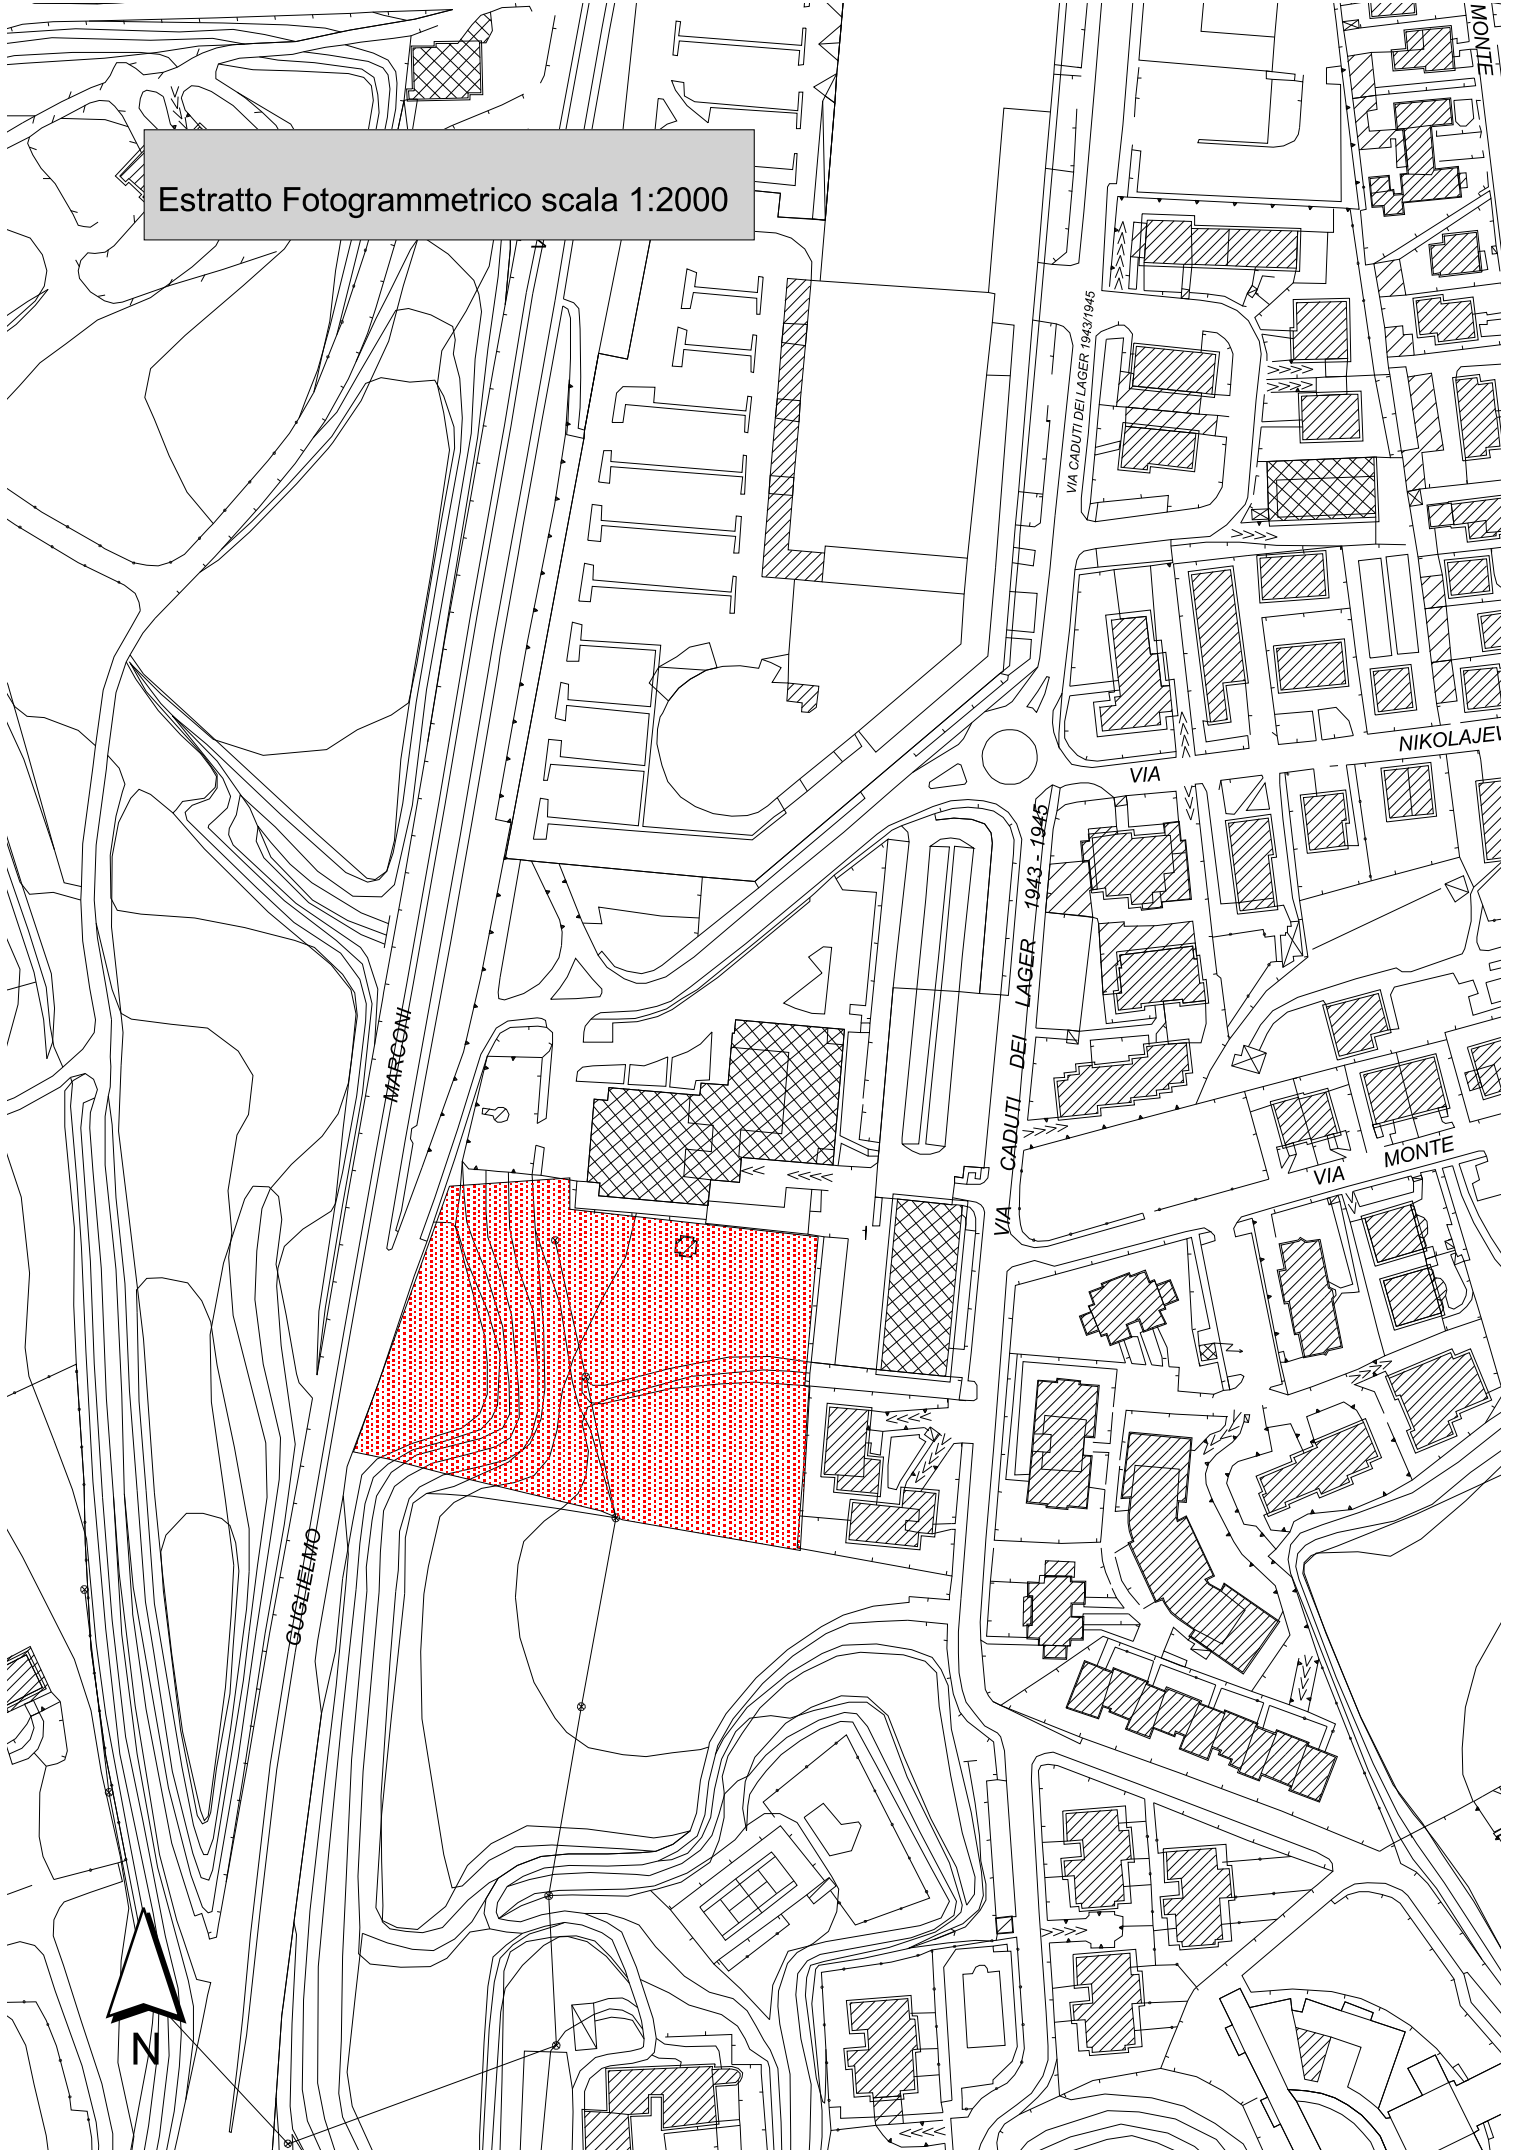 MONTE
Estratto Fotogrammetrico scala 1:2000
VIA CADUTI DEI LAGER 1943/1945
VIA
VIA CADUTI DEI LAGER 1943 - 1945
GUGLIELMO MARCONI
VIA MONTE
N